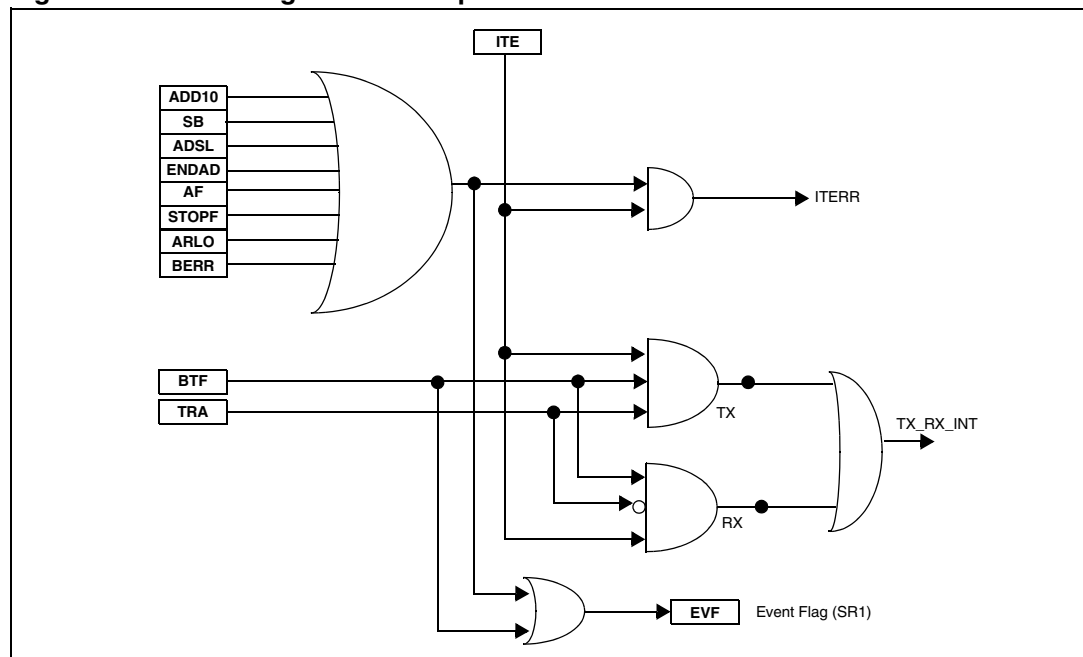 ITE
ADD10
SB
ADSL
ENDAD
AF
STOPF
ARLO
BERR
ITERR
BTF
TRA
TX
TX_RX_INT
RX
EVF
Event Flag (SR1)